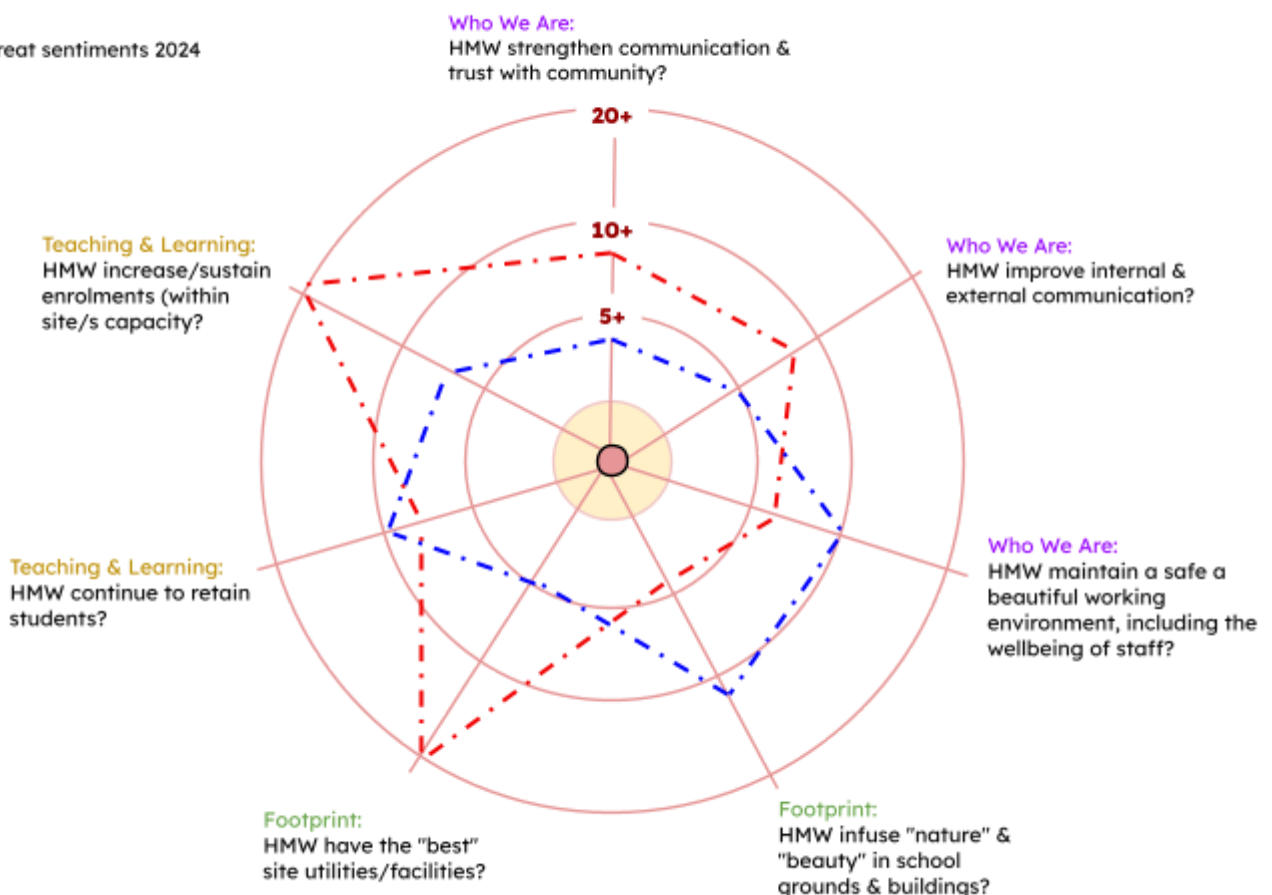 sentiments 2024
Who We Are:
HMW strengthen communication &
trust with community?
20+
10+
5+
Teaching & Learning:
HMW increase/sustain
enrolments (within
site/s capacity?
Who We Are:
HMW improve internal &
external communication?
Who We Are:
HMW maintain a safe a
beautiful working
environment, including the
wellbeing of staff?
Teaching & Learning:
HMW continue to retain
students?
Footprint:
HMW have the "best"
site utilities/facilities?
Footprint:
HMW infuse "nature" &
"beauty" in school
grounds & buildings?